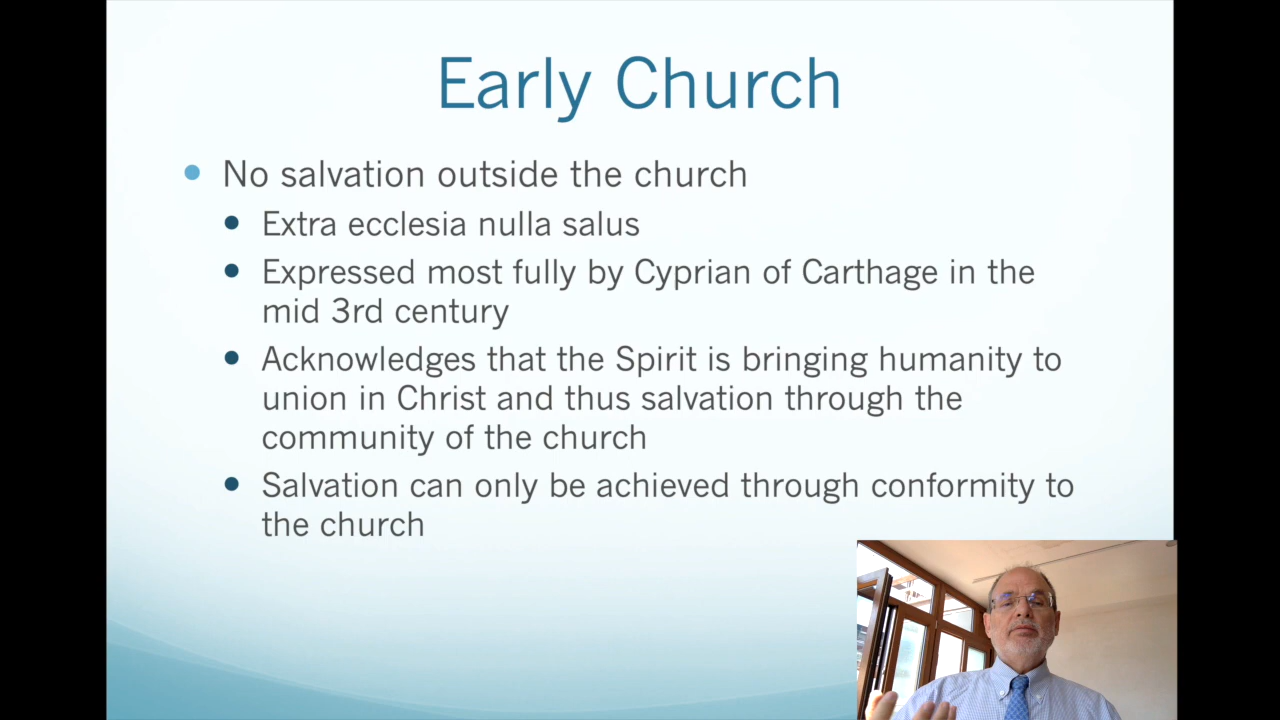 Early Church
No salvation outside the church
Extra ecclesia nulla salus
Expressed most fully by Cyprian of Carthage in the
mid 3rd century
Acknowledges that the Spirit is bringing humanity to
union in Christ and thus salvation through the
community of the church
Salvation can only be achieved through conformity to
the church